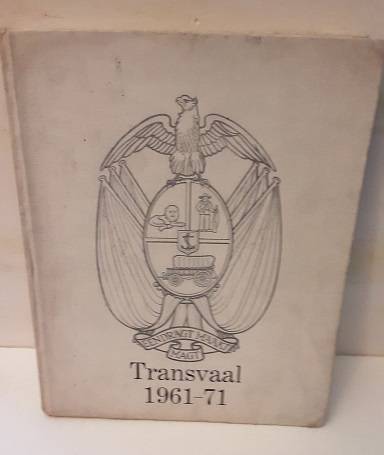 EENDRAGT MAAKT
MAGT
Transvaal
1961-71